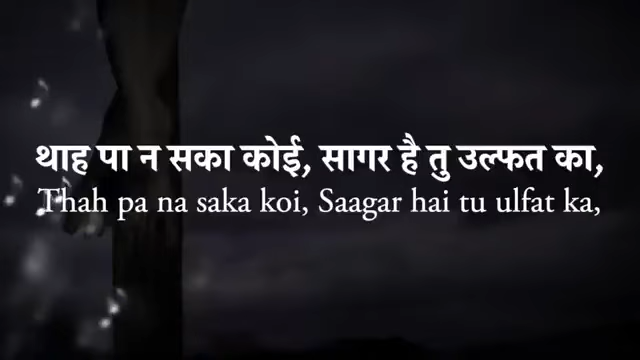 थाह पा न सका कोई, सागर है तु उल्फत का,
Thah pa na saka koi, Saagar hai tu ulfat ka,